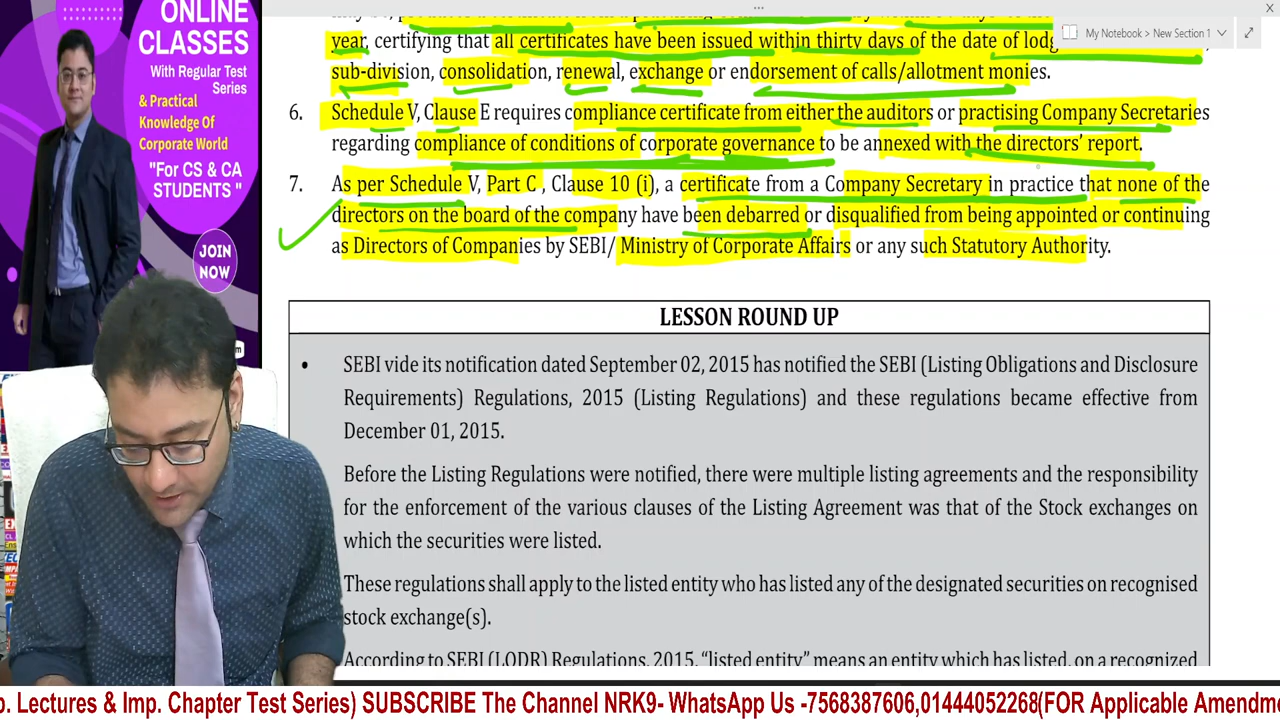 ONLINE
CLASSES
With Regular Test
Series
& Practical
Knowledge Of
Corporate World
"For CS & CA
STUDENTS"
JOIN
NOW
My Notebook > New Section 1
year, certifying that all certificates have been issued within thirty days of the date of
sub-division, consolidation, renewal, exchange or endorsement of calls/allotment monies.
6. Schedule V, Clause E requires compliance certificate from either the auditors or practising Company Secretaries
regarding compliance of conditions of corporate governance to be annexed with the directors' report.
7. As per Schedule V, Part C , Clause 10 (i), a certificate from a Company Secretary in practice that none of the
directors on the board of the company have been debarred or disqualified from being appointed or continuing
as Directors of Companies by SEBI/ Ministry of Corporate Affairs or any such Statutory Authority.
LESSON ROUND UP
• SEBI vide its notification dated September 02, 2015 has notified the SEBI (Listing Obligations and Disclosure
Requirements) Regulations, 2015 (Listing Regulations) and these regulations became effective from
December 01, 2015.
Before the Listing Regulations were notified, there were multiple listing agreements and the responsibility
for the enforcement of the various clauses of the Listing Agreement was that of the Stock exchanges on
which the securities were listed.
These regulations shall apply to the listed entity who has listed any of the designated securities on recognised
stock exchange(s).
According to SEBI (LODR) Regulations, 2015, "listed entity" means an entity which has listed, on a recognized
p. Lectures & Imp. Chapter Test Series) SUBSCRIBE The Channel NRK9- WhatsApp Us -7568387606,01444052268(FOR Applicable Amendme